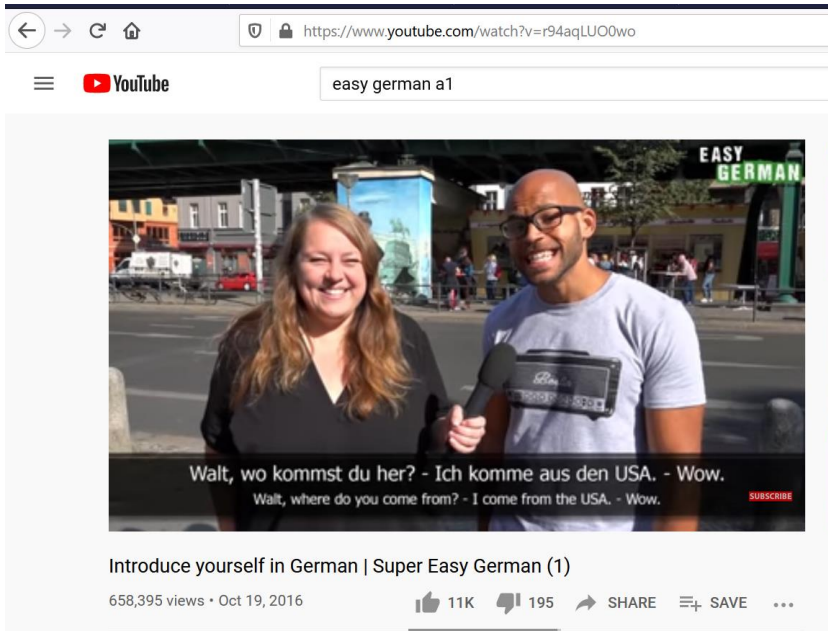 https://www.youtube.com/watch?v=r94aqLUO0wo
YouTube
easy german a1
EASY
GERMAN
Walt, wo kommst du her? - Ich komme aus den USA. - Wow.
Walt, where do you come from? - I come from the USA. - Wow.
SUBSCRIBE
Introduce yourself in German | Super Easy German (1)
658,395 views • Oct 19, 2016
11K 195 SHARE SAVE